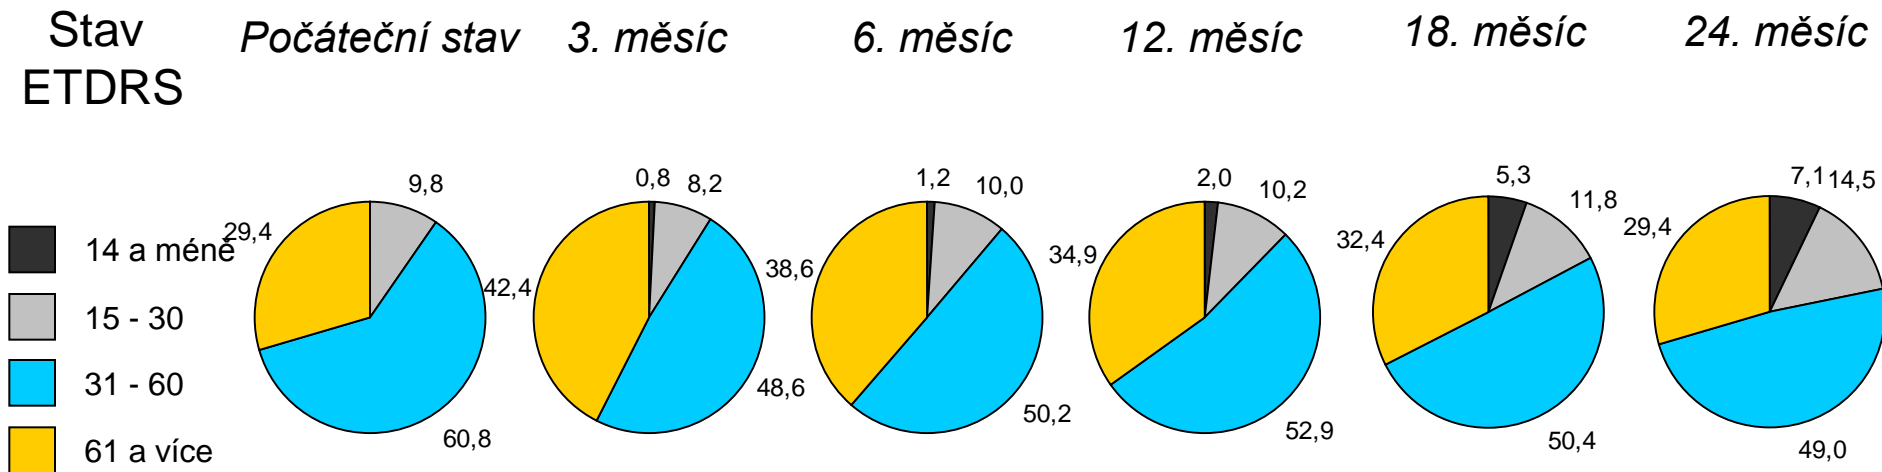 Stav
ETDRS
Počáteční stav
3. měsíc
6. měsíc
12. měsíc
18. měsíc
24. měsíc
14 a méně
15 - 30
31 - 60
61 a více
9,8
29,4
60,8
0,8
8,2
42,4
48,6
1,2
10,0
38,6
50,2
2,0
10,2
34,9
52,9
5,3
11,8
32,4
50,4
7,1
14,5
29,4
49,0